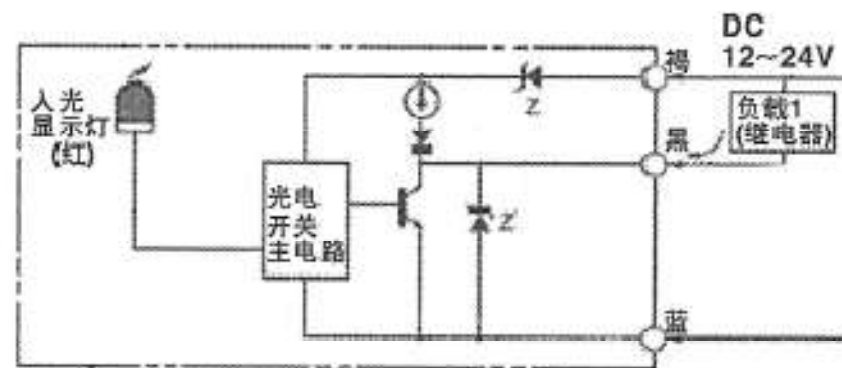 DC
12~24V
褐
入光
显示灯
(红)
Z
负载1
(继电器)
黑
光电
开关
主电路
Z'
蓝